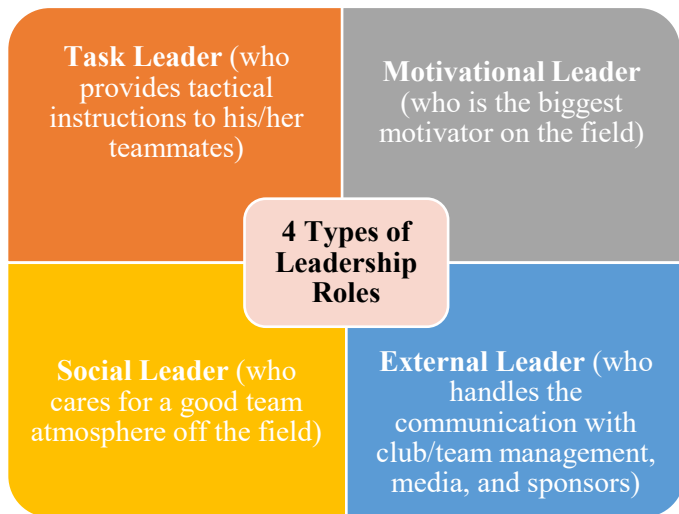 Task Leader (who
provides tactical
instructions to his/her
teammates)
Motivational Leader
(who is the biggest
motivator on the field)
4 Types of
Leadership
Roles
Social Leader (who
cares for a good team
atmosphere off the field)
External Leader (who
handles the
communication with
club/team management,
media, and sponsors)